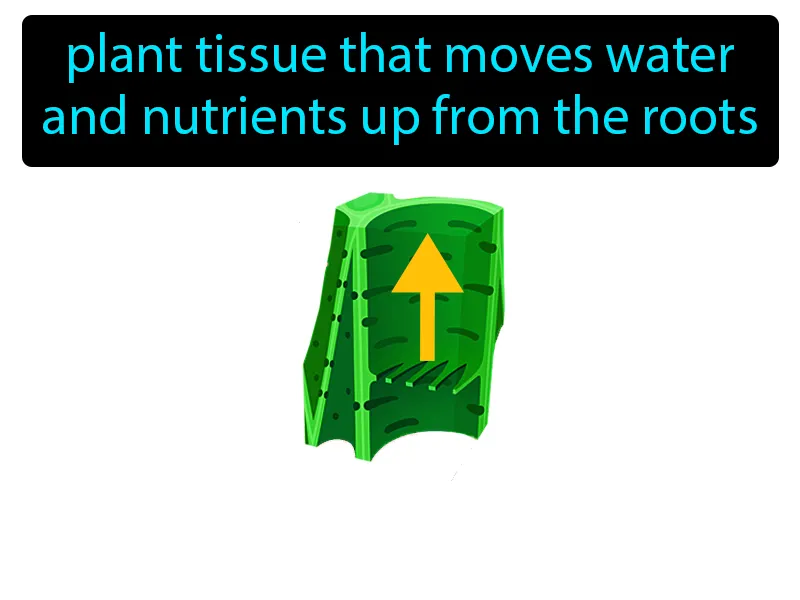 plant tissue that moves water
and nutrients up from the roots